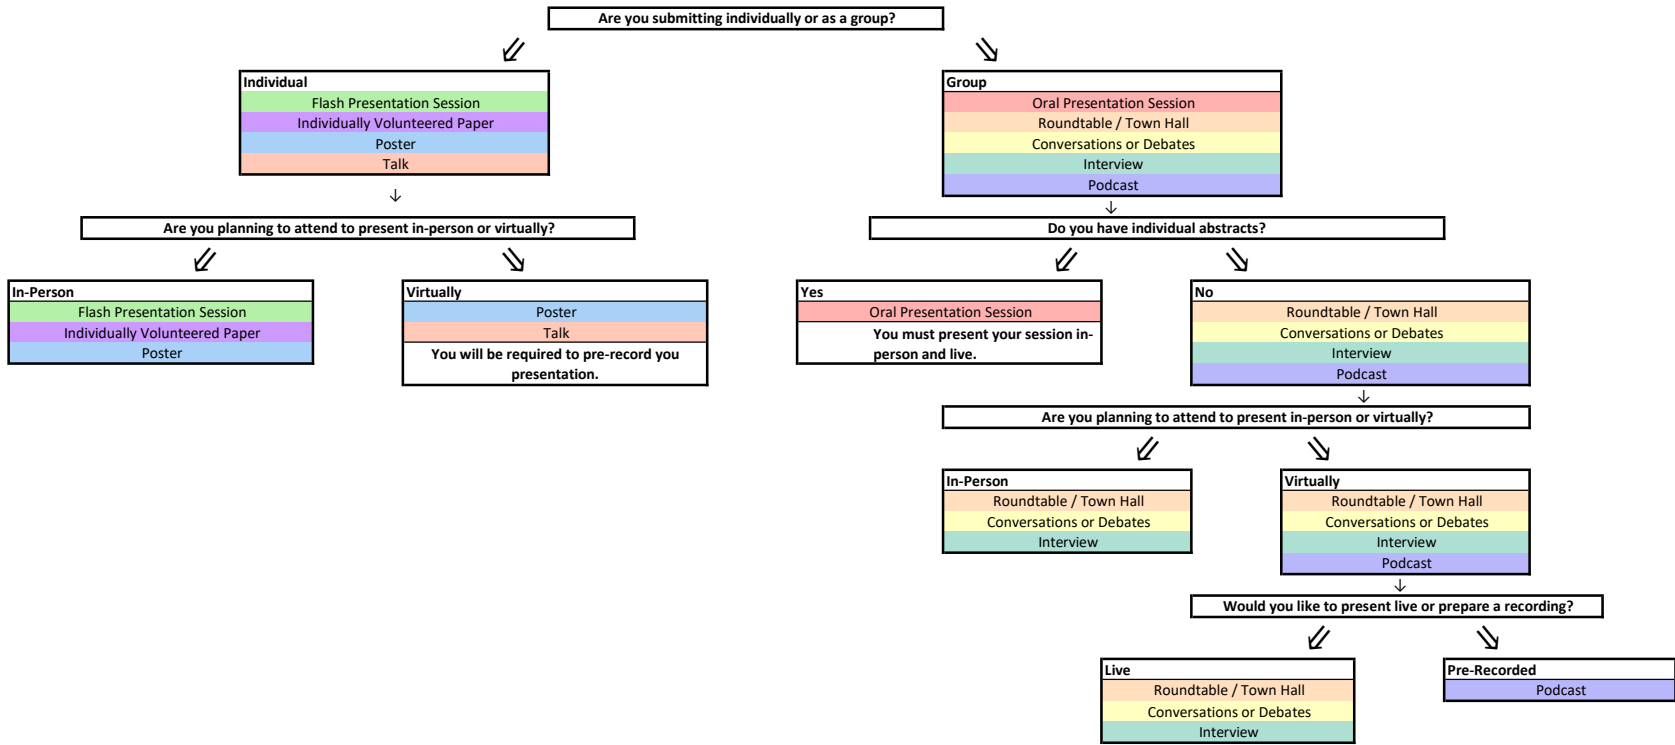 Are you submitting individually or as a group?
Individual
Flash Presentation Session
Individually Volunteered Paper
Poster
Talk
Group
Oral Presentation Session
Roundtable / Town Hall
Conversations or Debates
Interview
Podcast
Are you planning to attend to present in-person or virtually?
Do you have individual abstracts?
In-Person
Flash Presentation Session
Individually Volunteered Paper
Poster
Virtually
Poster
Talk
You will be required to pre-record you
presentation.
Yes
Oral Presentation Session
You must present your session in-
person and live.
No
Roundtable / Town Hall
Conversations or Debates
Interview
Podcast
Are you planning to attend to present in-person or virtually?
In-Person
Roundtable / Town Hall
Conversations or Debates
Interview
Virtually
Roundtable / Town Hall
Conversations or Debates
Interview
Podcast
Would you like to present live or prepare a recording?
Live
Roundtable / Town Hall
Conversations or Debates
Interview
Pre-Recorded
Podcast